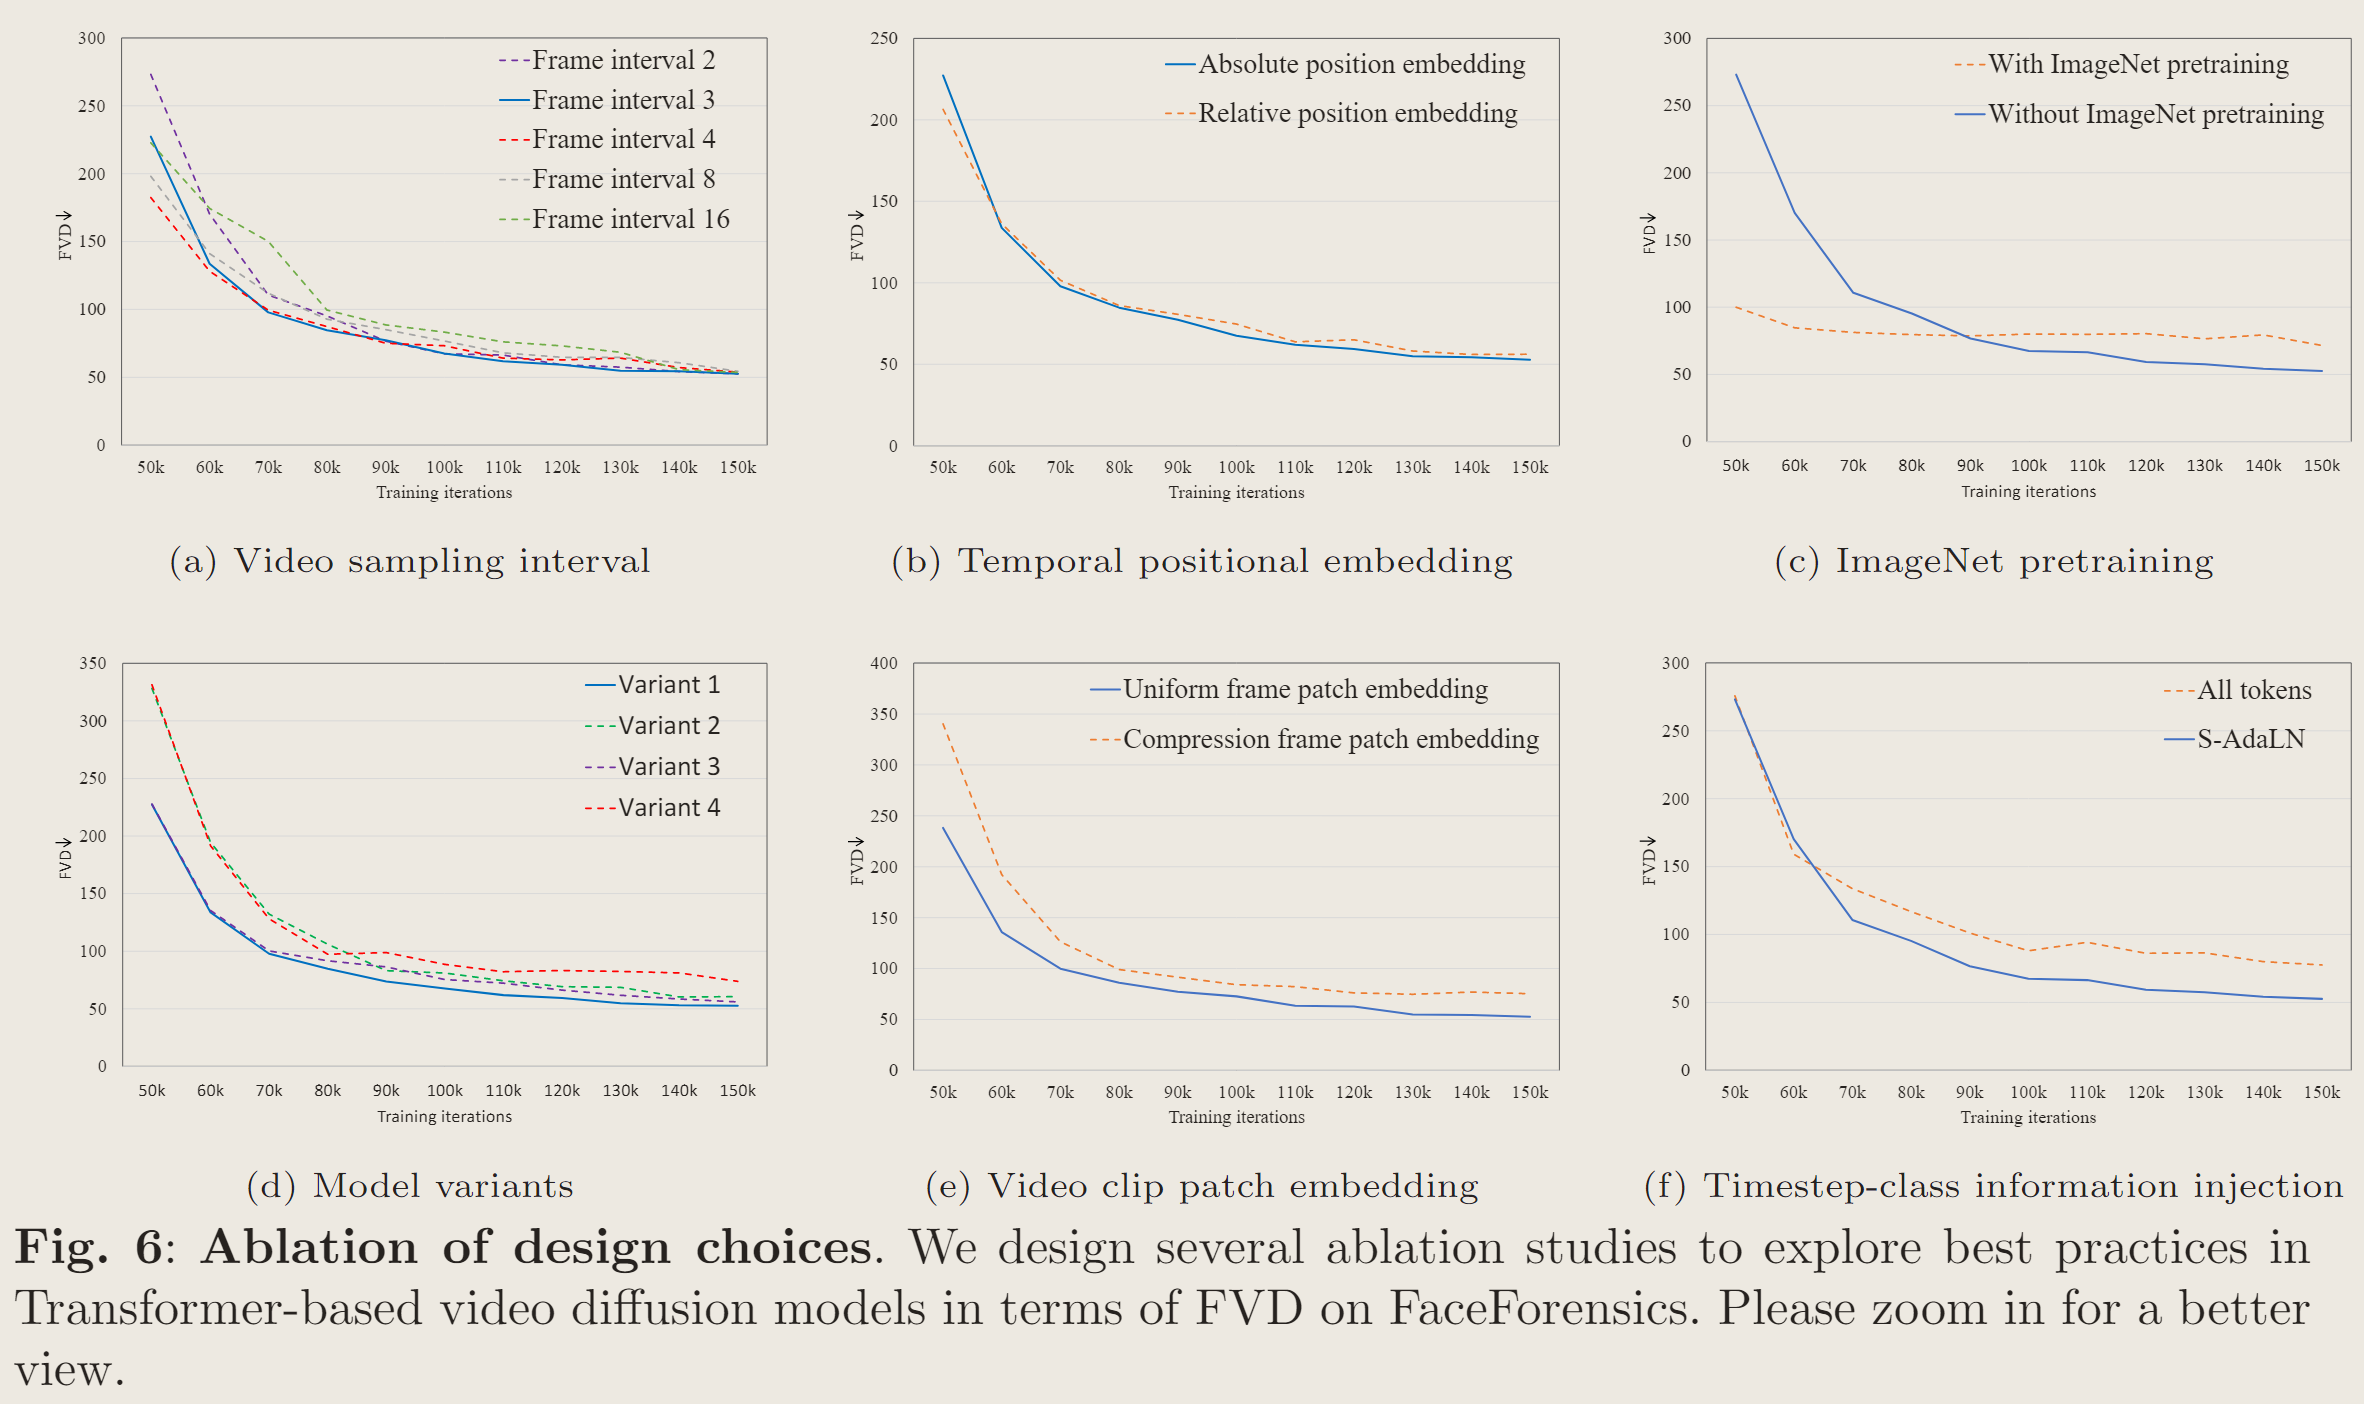 300
250
200
150
100
50
0
FVD↓
Frame interval 2
Frame interval 3
Frame interval 4
Frame interval 8
Frame interval 16
50k 60k 70k 80k 90k 100k 110k 120k 130k 140k 150k
Training iterations
(a) Video sampling interval
250
200
150
100
50
0
FVD↓
Absolute position embedding
Relative position embedding
50k 60k 70k 80k 90k 100k 110k 120k 130k 140k 150k
Training iterations
(b) Temporal positional embedding
300
250
200
150
100
50
0
FVD↓
With ImageNet pretraining
Without ImageNet pretraining
50k 60k 70k 80k 90k 100k 110k 120k 130k 140k 150k
Training iterations
(c) ImageNet pretraining
350
300
250
200
150
100
50
0
FVD↓
Variant 1
Variant 2
Variant 3
Variant 4
50k 60k 70k 80k 90k 100k 110k 120k 130k 140k 150k
Training iterations
(d) Model variants
400
350
300
250
200
150
100
50
0
FVD↓
Uniform frame patch embedding
Compression frame patch embedding
50k 60k 70k 80k 90k 100k 110k 120k 130k 140k 150k
Training iterations
(e) Video clip patch embedding
300
250
200
150
100
50
0
FVD↓
All tokens
S-AdaLN
50k 60k 70k 80k 90k 100k 110k 120k 130k 140k 150k
Training iterations
(f) Timestep-class information injection
Fig. 6: Ablation of design choices. We design several ablation studies to explore best practices in
Transformer-based video diffusion models in terms of FVD on FaceForensics. Please zoom in for a better
view.